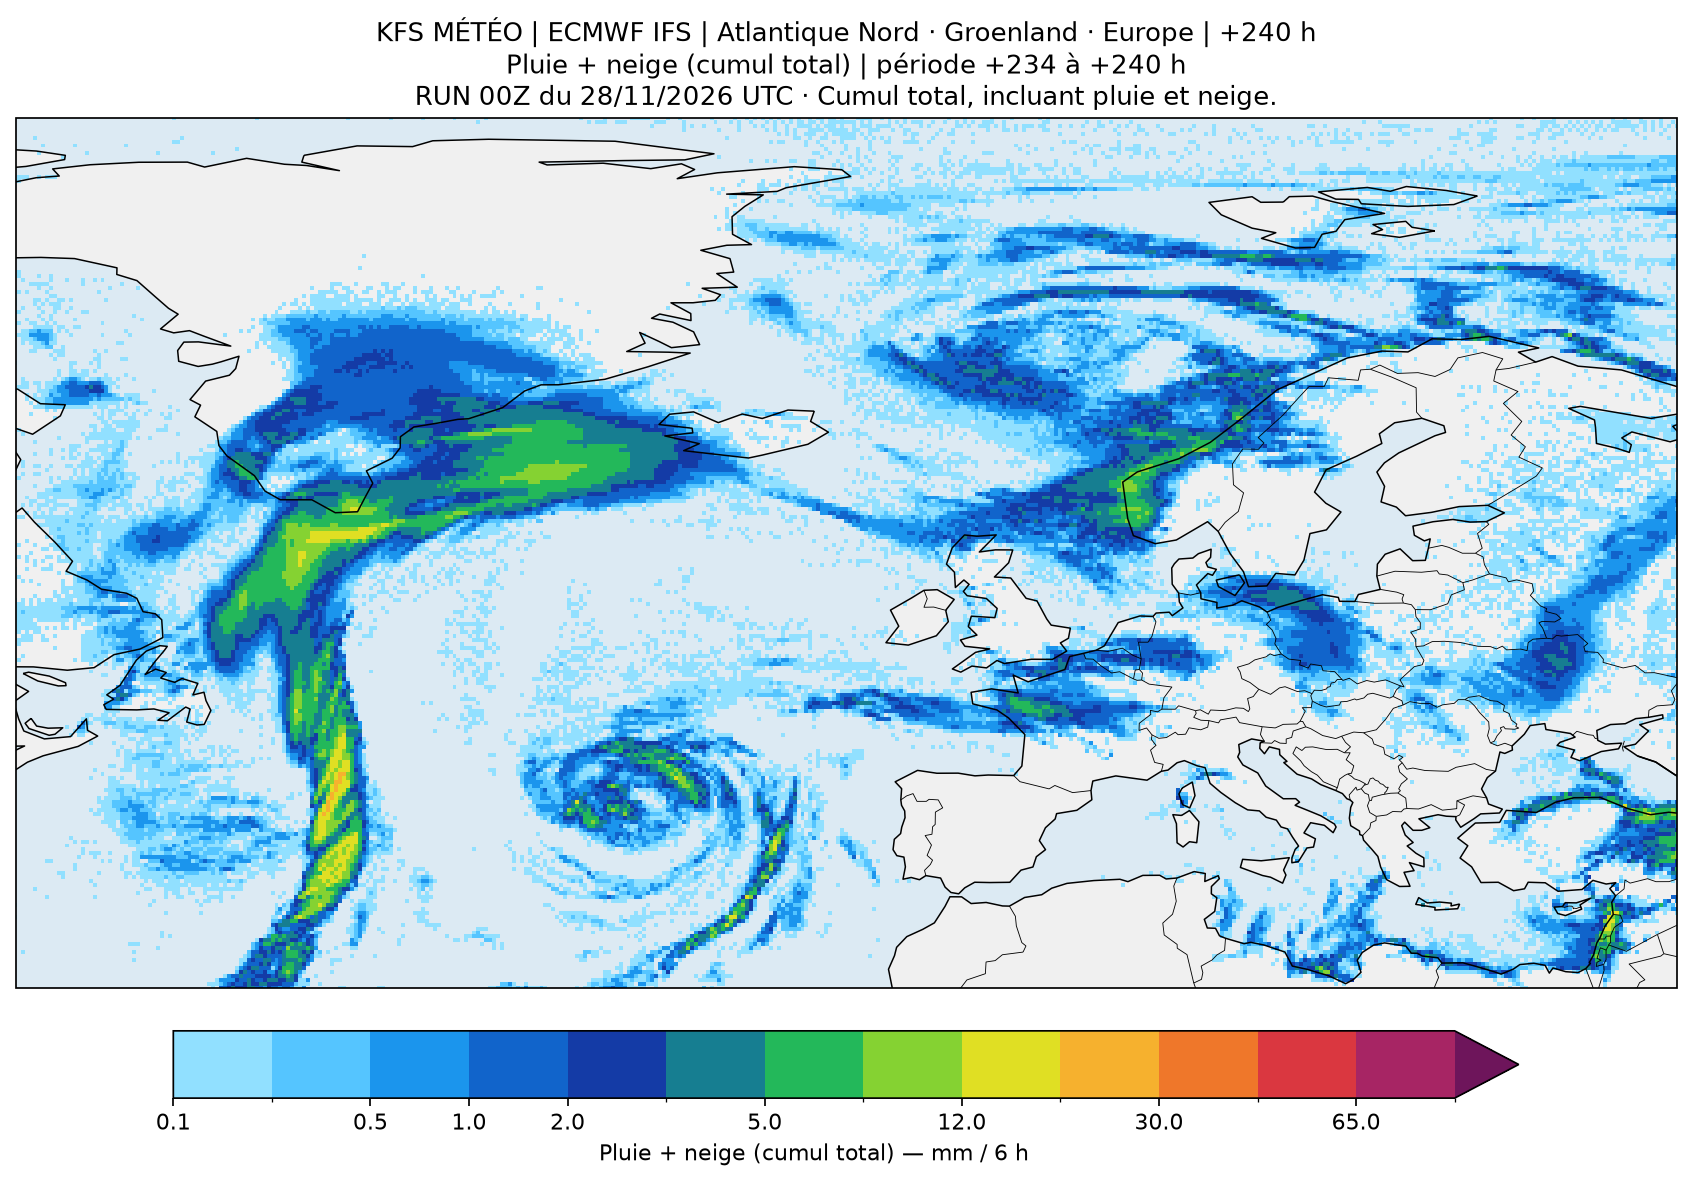 KFS MÉTÉO | ECMWF IFS | Atlantique Nord · Groenland · Europe | +240 h
Pluie + neige (cumul total) | période +234 à +240 h
RUN 00Z du 28/11/2026 UTC · Cumul total, incluant pluie et neige.
0.1 0.5 1.0 2.0 5.0 12.0 30.0 65.0
Pluie + neige (cumul total) — mm / 6 h